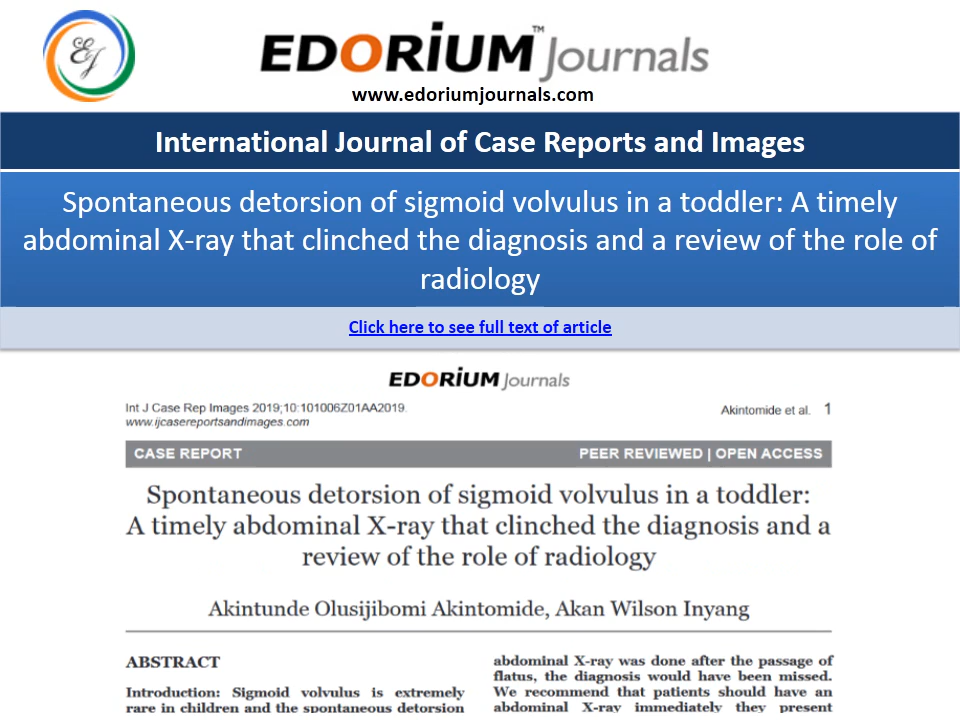 EJ
EDORiUM™ Journals
www.edoriumjournals.com
International Journal of Case Reports and Images
Spontaneous detorsion of sigmoid volvulus in a toddler: A timely
abdominal X-ray that clinched the diagnosis and a review of the role of
radiology
Click here to see full text of article
EDORiUM Journals
Int J Case Rep Images 2019;10:101006Z01AA2019.
www.ijcasereportsandimages.com
Akintomide et al. 1
CASE REPORT
PEER REVIEWED | OPEN ACCESS
Spontaneous detorsion of sigmoid volvulus in a toddler:
A timely abdominal X-ray that clinched the diagnosis and a
review of the role of radiology
Akintunde Olusijibomi Akintomide, Akan Wilson Inyang
ABSTRACT
Introduction: Sigmoid volvulus is extremely
rare in children and the spontaneous detorsion
abdominal X-ray was done after the passage of
flatus, the diagnosis would have been missed.
We recommend that patients should have an
abdominal X-ray immediately they present